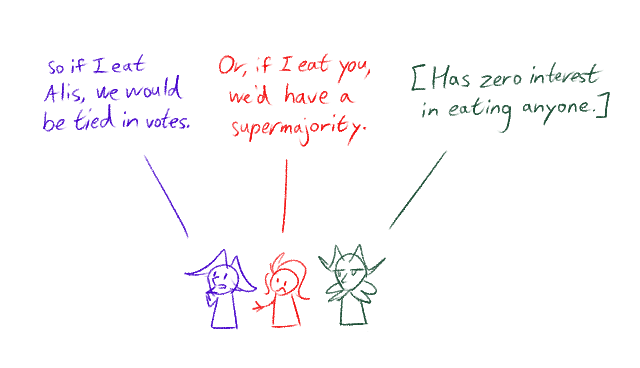 So if I eat
Alis, we would
be tied in votes.
Or, if I eat you,
we'd have a
supermajority.
[Has zero interest
in eating anyone.]